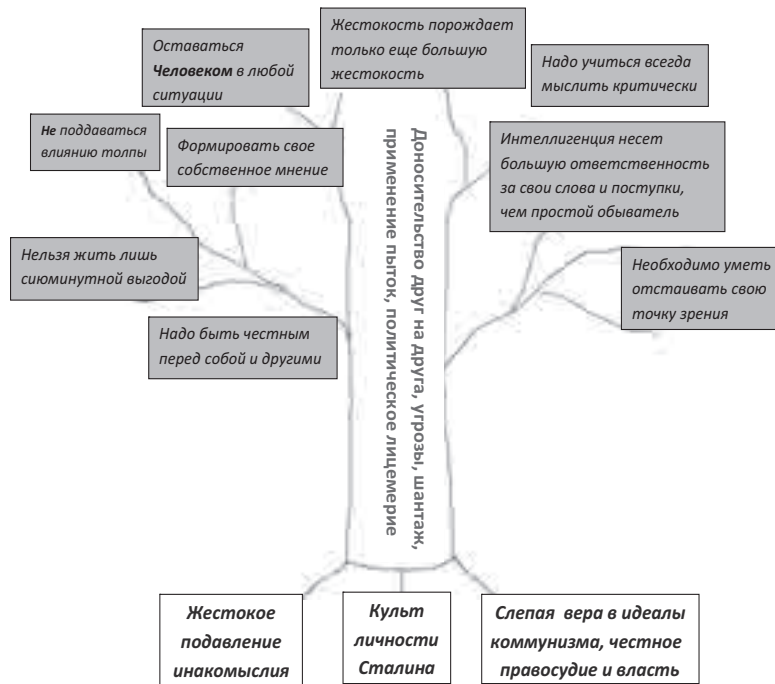 Оставаться
Человеком в любой
ситуации
Жестокость порождает
только еще большую
жестокость
Надо учиться всегда
мыслить критически
Не поддаваться
влиянию толпы
Формировать свое
собственное мнение
Интеллигенция несет
большую ответственность
за свои слова и поступки,
чем простой обыватель
Нельзя жить лишь
сиюминутной выгодой
Необходимо уметь
отстаивать свою
точку зрения
Надо быть честным
перед собой и другими
Доносительство друг на друга, угрозы, шантаж,
применение пыток, политическое лицемерие
Жестокое
подавление
инакомыслия
Культ
личности
Сталина
Слепая вера в идеалы
коммунизма, честное
правосудие и власть